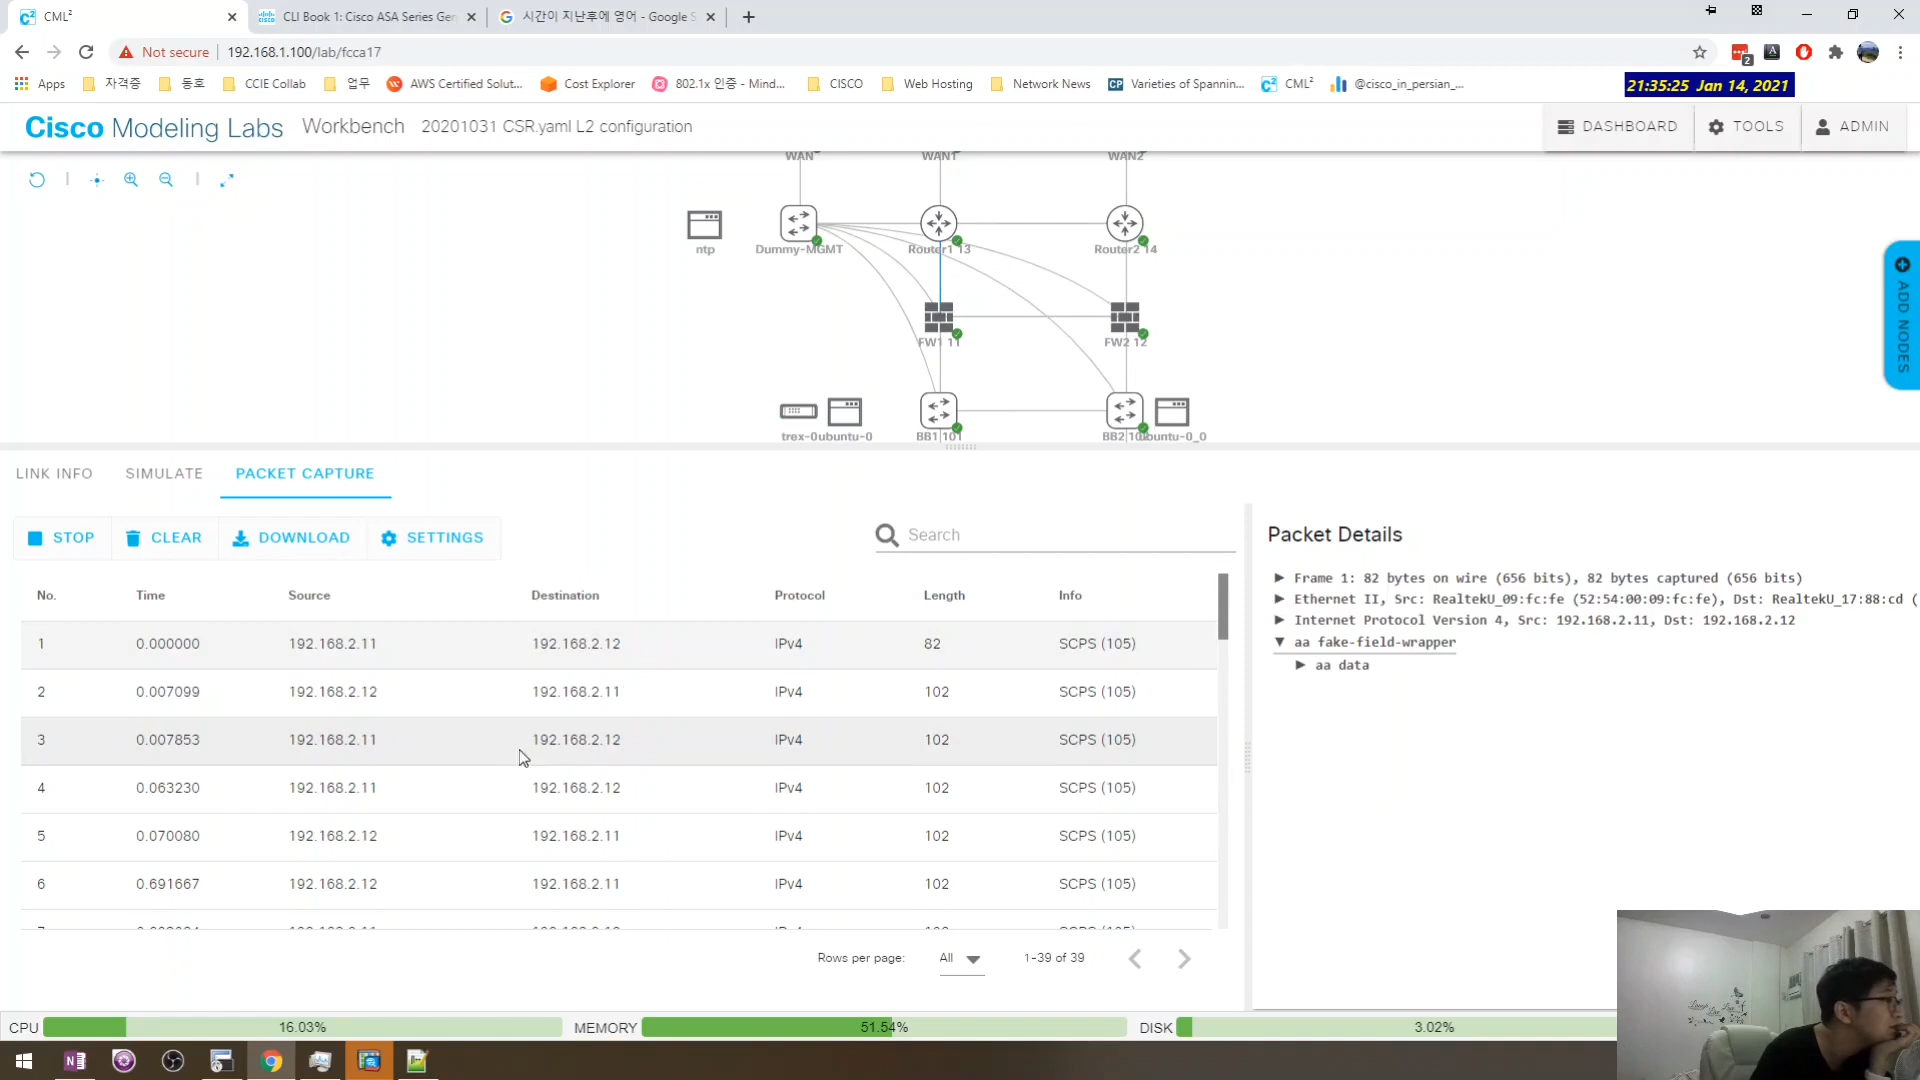 CML²
CLI Book 1: Cisco ASA Series Gen
시간이 지난후에 영어 - Google S
Not secure
192.168.1.100/lab/fcca17
2
Apps
자격증
동호
CCIE Collab
업무
AWS Certified Solut...
Cost Explorer
802.1x 인증 - Mind...
CISCO
Web Hosting
Network News
CP
Varieties of Spannin...
CML²
@cisco_in_persian_...
21:35:25 Jan 14, 2021
Cisco Modeling Labs
Workbench
20201031 CSR.yaml L2 configuration
DASHBOARD
TOOLS
ADMIN
WAN
WAN1
WAN2
ntp
Dummy-MGMT
Router1 13
Router2 14
FW1 11
FW2 12
trex-0
ubuntu-0
BB1 101
BB2 102
ubuntu-0_0
ADD NODES
LINK INFO
SIMULATE
PACKET CAPTURE
STOP
CLEAR
DOWNLOAD
SETTINGS
Search
No. Time Source Destination Protocol Length Info
1 0.000000 192.168.2.11 192.168.2.12 IPv4 82 SCPS (105)
2 0.007099 192.168.2.12 192.168.2.11 IPv4 102 SCPS (105)
3 0.007853 192.168.2.11 192.168.2.12 IPv4 102 SCPS (105)
4 0.063230 192.168.2.11 192.168.2.12 IPv4 102 SCPS (105)
5 0.070080 192.168.2.12 192.168.2.11 IPv4 102 SCPS (105)
6 0.691667 192.168.2.12 192.168.2.11 IPv4 102 SCPS (105)
Rows per page:
All
1-39 of 39
Packet Details
Frame 1: 82 bytes on wire (656 bits), 82 bytes captured (656 bits)
Ethernet II, Src: RealtekU_09:fc:fe (52:54:00:09:fc:fe), Dst: RealtekU_17:88:cd (
Internet Protocol Version 4, Src: 192.168.2.11, Dst: 192.168.2.12
aa fake-field-wrapper
aa data
CPU
16.03%
MEMORY
51.54%
DISK
3.02%